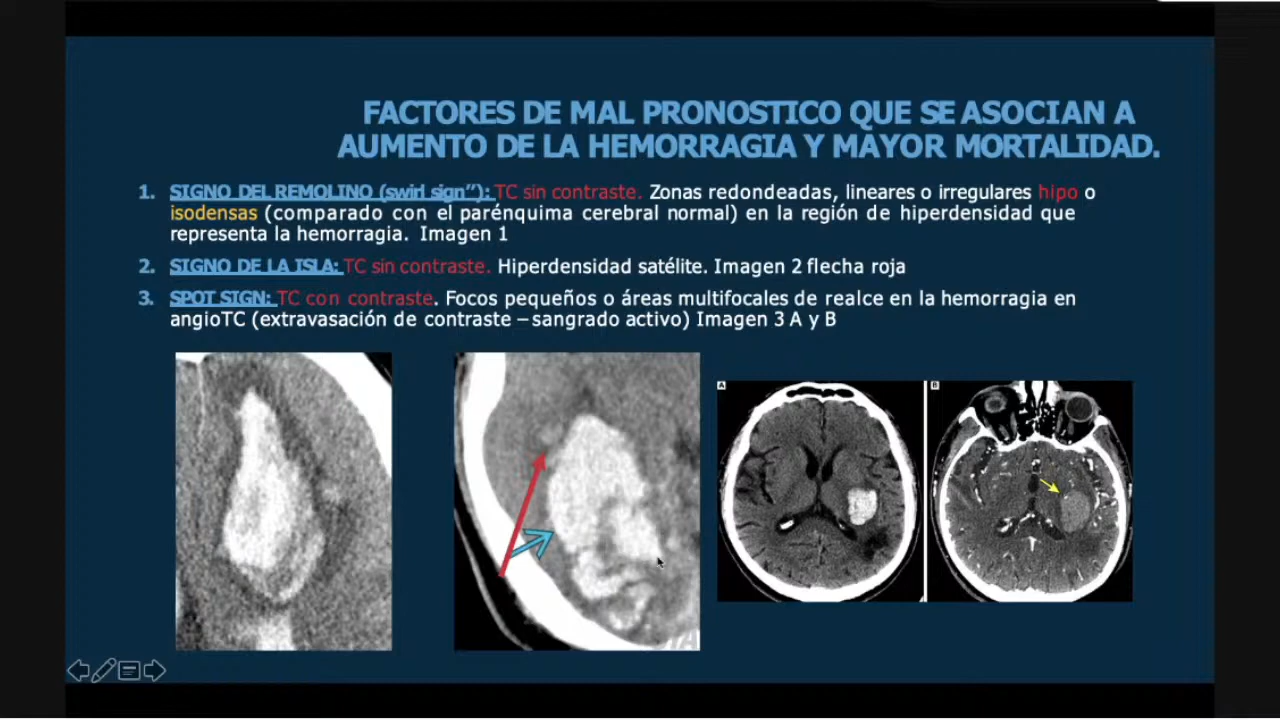 FACTORES DE MAL PRONOSTICO QUE SE ASOCIAN A
AUMENTO DE LA HEMORRAGIA Y MAYOR MORTALIDAD.
1. SIGNO DEL REMOLINO (swirl sign”): TC sin contraste. Zonas redondeadas, lineares o irregulares hipo o
isodensas (comparado con el parénquima cerebral normal) en la región de hiperdensidad que
representa la hemorragia. Imagen 1
2. SIGNO DE LA ISLA: TC sin contraste. Hiperdensidad satélite. Imagen 2 flecha roja
3. SPOT SIGN: TC con contraste. Focos pequeños o áreas multifocales de realce en la hemorragia en
angioTC (extravasación de contraste – sangrado activo) Imagen 3 A y B
A
B